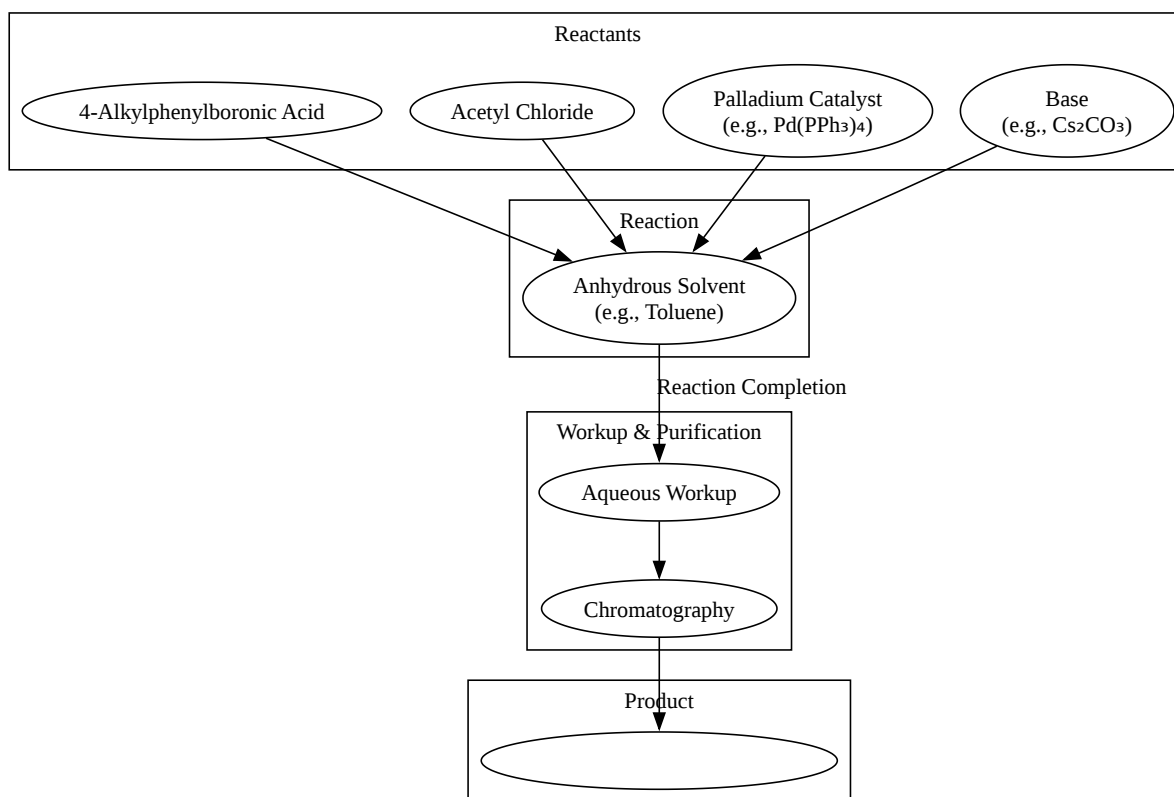 Reactants
4-Alkylphenylboronic Acid
Acetyl Chloride
Palladium Catalyst
(e.g., Pd(PPh₃)₄)
Base
(e.g., Cs₂CO₃)
Reaction
Anhydrous Solvent
(e.g., Toluene)
Reaction Completion
Workup & Purification
Aqueous Workup
Chromatography
Product